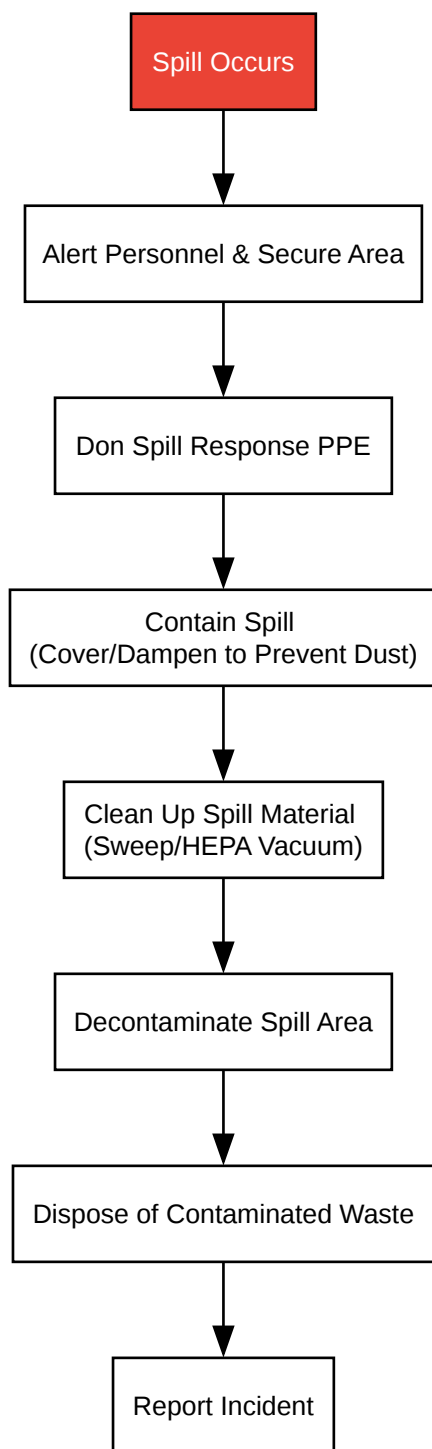 Spill Occurs
Alert Personnel & Secure Area
Don Spill Response PPE
Contain Spill
(Cover/Dampen to Prevent Dust)
Clean Up Spill Material
(Sweep/HEPA Vacuum)
Decontaminate Spill Area
Dispose of Contaminated Waste
Report Incident